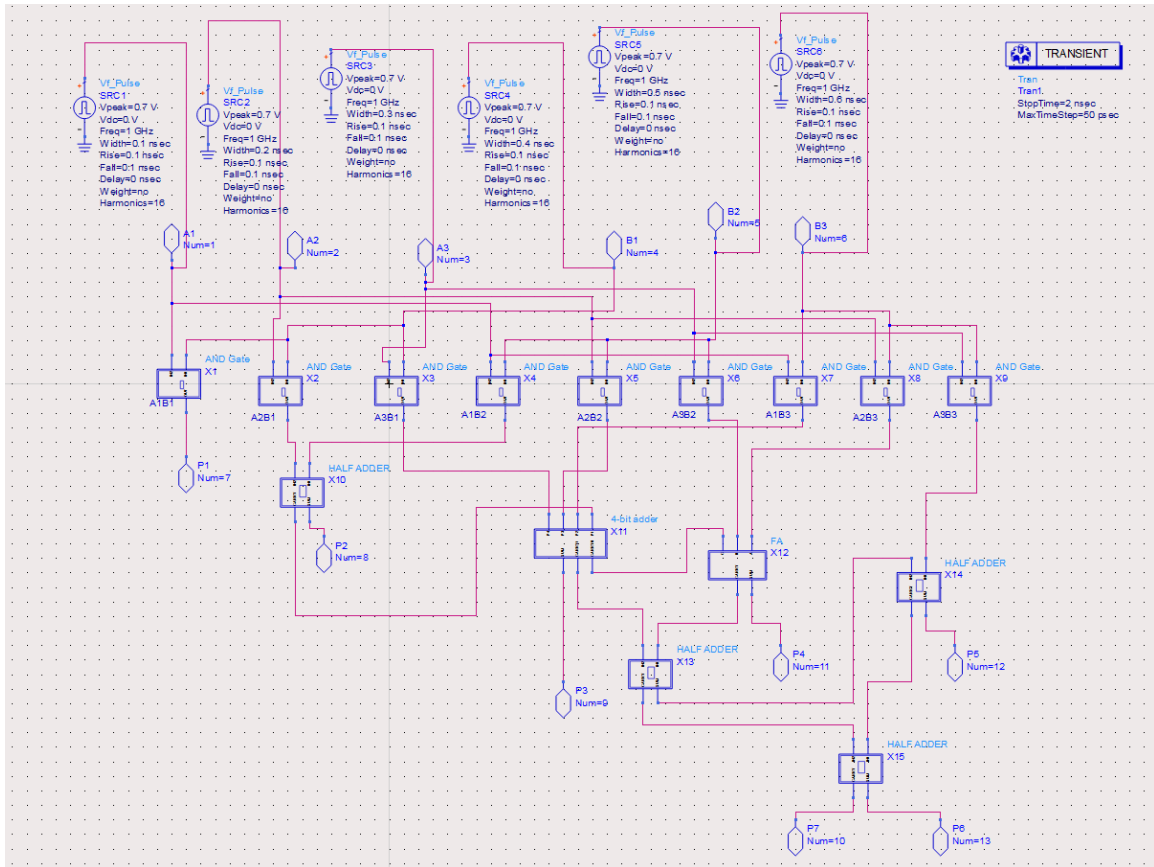 Vf_Pulse
SRC1
Vpeak=0.7 V
Vdc=0 V
Freq=1 GHz
Width=0.1 nsec
Rise=0.1 nsec
Fall=0.1 nsec
Delay=0 nsec
Weight=no
Harmonics=16
Vf_Pulse
SRC2
Vpeak=0.7 V
Vdc=0 V
Freq=1 GHz
Width=0.2 nsec
Rise=0.1 nsec
Fall=0.1 nsec
Delay=0 nsec
Weight=no
Harmonics=16
Vf_Pulse
SRC3
Vpeak=0.7 V
Vdc=0 V
Freq=1 GHz
Width=0.3 nsec
Rise=0.1 nsec
Fall=0.1 nsec
Delay=0 nsec
Weight=no
Harmonics=16
Vf_Pulse
SRC4
Vpeak=0.7 V
Vdc=0 V
Freq=1 GHz
Width=0.4 nsec
Rise=0.1 nsec
Fall=0.1 nsec
Delay=0 nsec
Weight=no
Harmonics=16
Vf_Pulse
SRC5
Vpeak=0.7 V
Vdc=0 V
Freq=1 GHz
Width=0.5 nsec
Rise=0.1 nsec
Fall=0.1 nsec
Delay=0 nsec
Weight=no
Harmonics=16
Vf_Pulse
SRC6
Vpeak=0.7 V
Vdc=0 V
Freq=1 GHz
Width=0.6 nsec
Rise=0.1 nsec
Fall=0.1 nsec
Delay=0 nsec
Weight=no
Harmonics=16
TRANSIENT
Tran
Tran1
StopTime=2 nsec
MaxTimeStep=50 psec
A1
Num=1
A2
Num=2
A3
Num=3
B1
Num=4
B2
Num=5
B3
Num=6
AND Gate
X1
A1B1
AND Gate
X2
A2B1
AND Gate
X3
A3B1
AND Gate
X4
A1B2
AND Gate
X5
A2B2
AND Gate
X6
A3B2
AND Gate
X7
A1B3
AND Gate
X8
A2B3
AND Gate
X9
A3B3
P1
Num=7
HALF ADDER
X10
P2
Num=8
4-bit adder
X11
FA
X12
HALF ADDER
X14
HALF ADDER
X13
P4
Num=11
P5
Num=12
P3
Num=9
HALF ADDER
X15
P7
Num=10
P6
Num=13